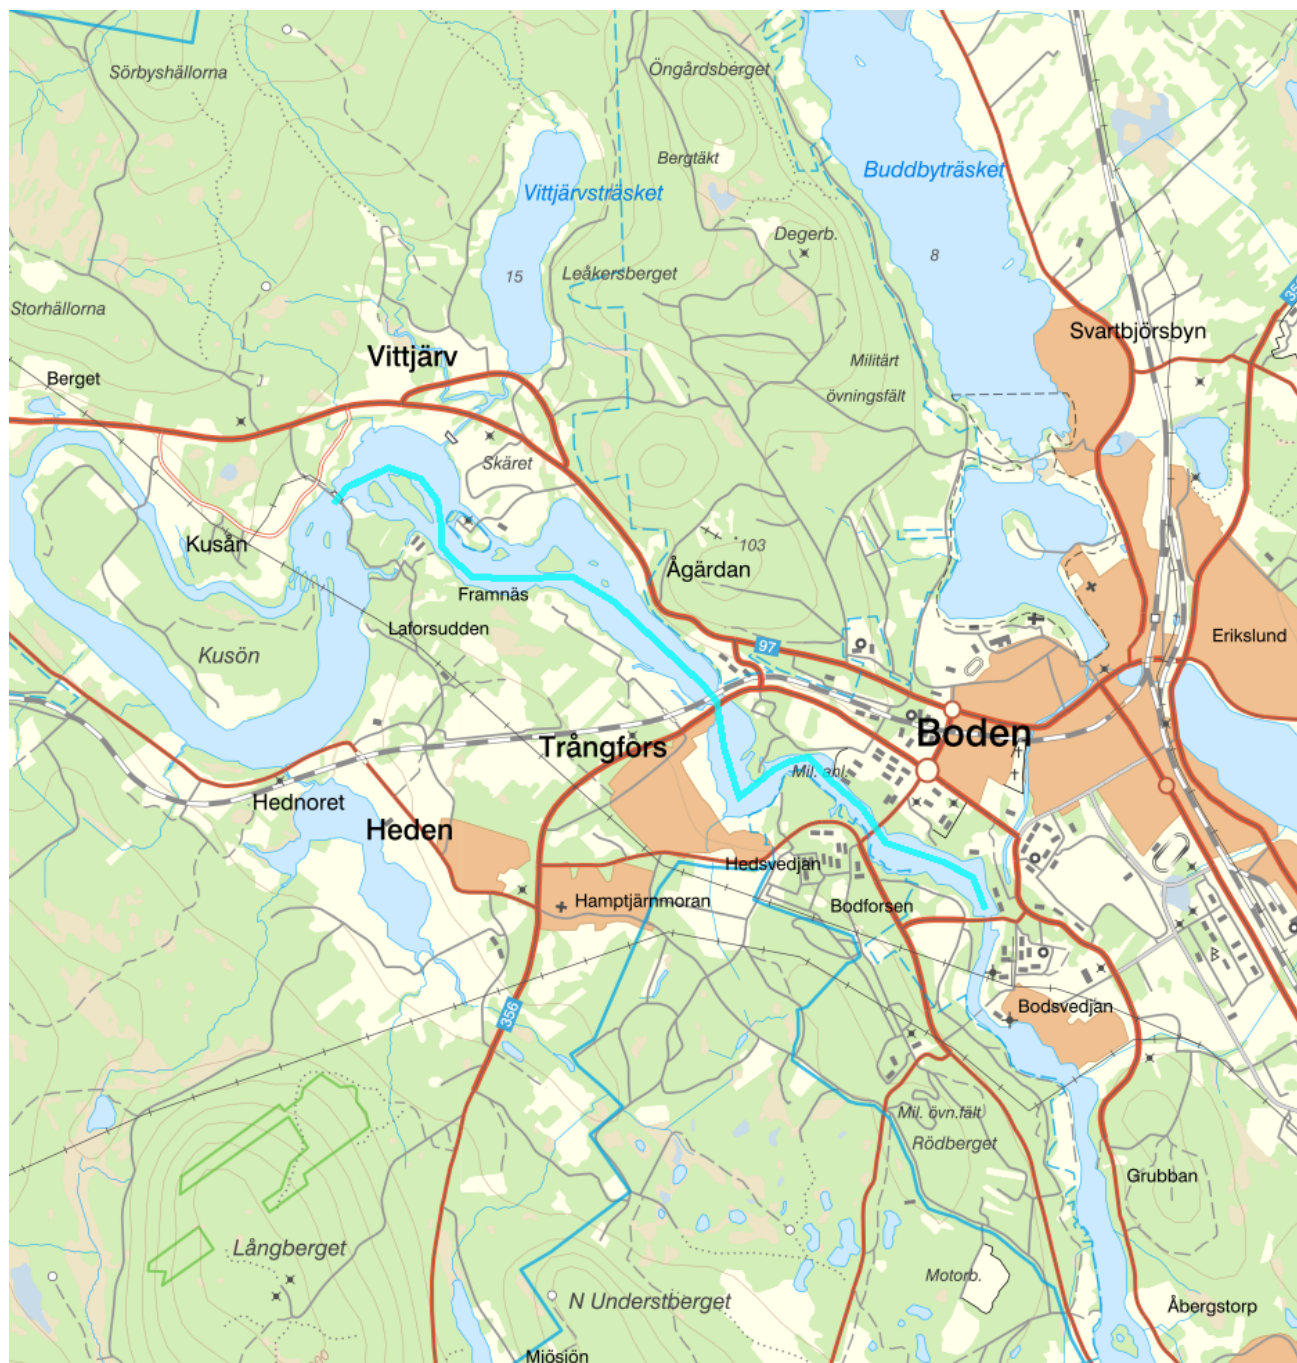 Sörbyshällorna
Öngårdsberget
Bergtäkt
Buddbyträsket
Vittjärvsträsket
Degerb.
8
15
Leåkersberget
Storhällorna
35
Svartbjörsbyn
Vittjärv
Militärt
Berget
övningsfält
Skäret
Kusån
103
Ågärdan
Framnäs
Laforsudden
Erikslund
97
Kusön
Boden
Trångfors
Mil. anl.
Hednoret
Heden
Hedsvedjan
Hamptjärnmoran
Bodforsen
356
Bodsvedjan
Mil. övn.fält
Rödberget
Grubban
Långberget
Motorb.
N Understberget
Åbergstorp
Mjösjön